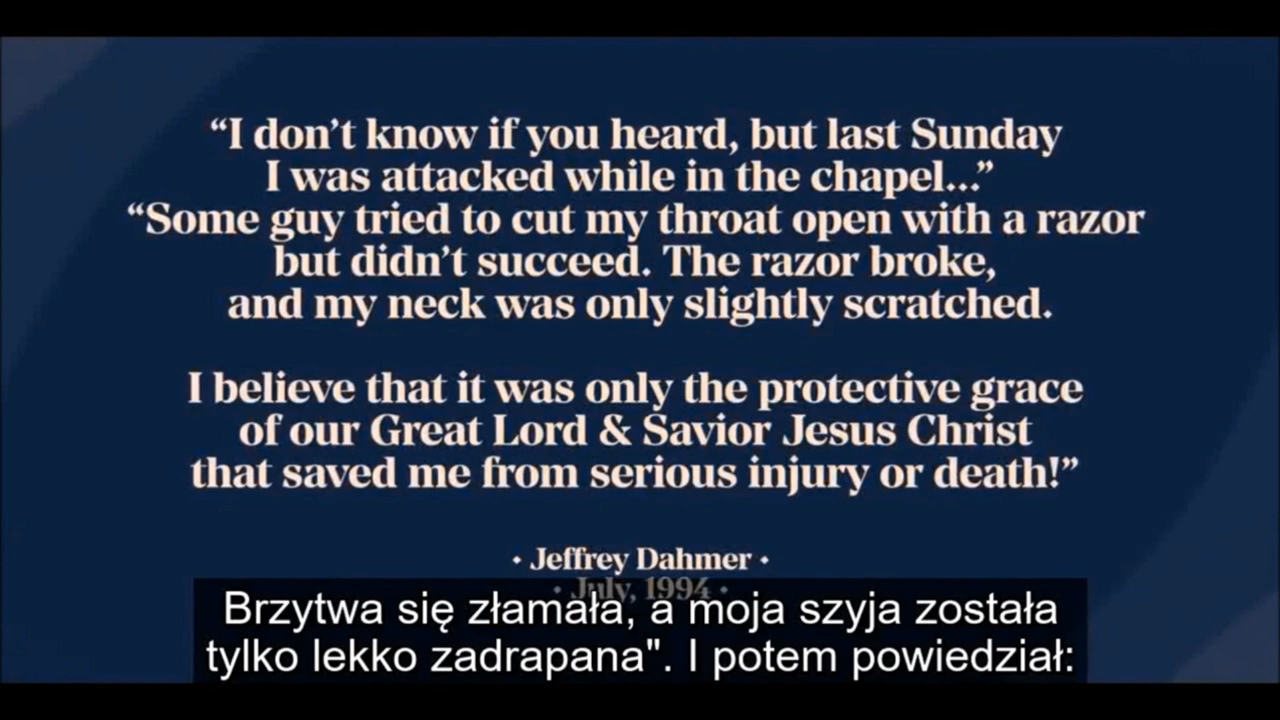 “I don’t know if you heard, but last Sunday
I was attacked while in the chapel...”
“Some guy tried to cut my throat open with a razor
but didn’t succeed. The razor broke,
and my neck was only slightly scratched.
I believe that it was only the protective grace
of our Great Lord & Savior Jesus Christ
that saved me from serious injury or death!”
• Jeffrey Dahmer •
• July, 1994 •
Brzytwa się złamała, a moja szyja została
tylko lekko zadrapana". I potem powiedział: